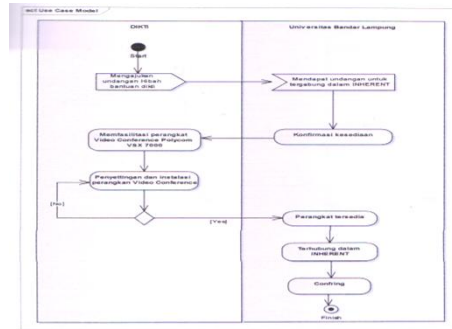 act Use Case Model
DIKTI
Universitas Bandar Lampung
Start
Mengajukan
undangan Hibah
bantuan dikti
Mendapat undangan untuk
tergabung dalam INHERENT
Konfirmasi kesediaan
Memfasilitasi perangkat
Video Conference Polycom
VSX 7000
Penyettingan dan instalasi
perangkan Video Conference
[No]
[Yes]
Perangkat tersedia
Terhubung dalam
INHERENT
Confring
Finish